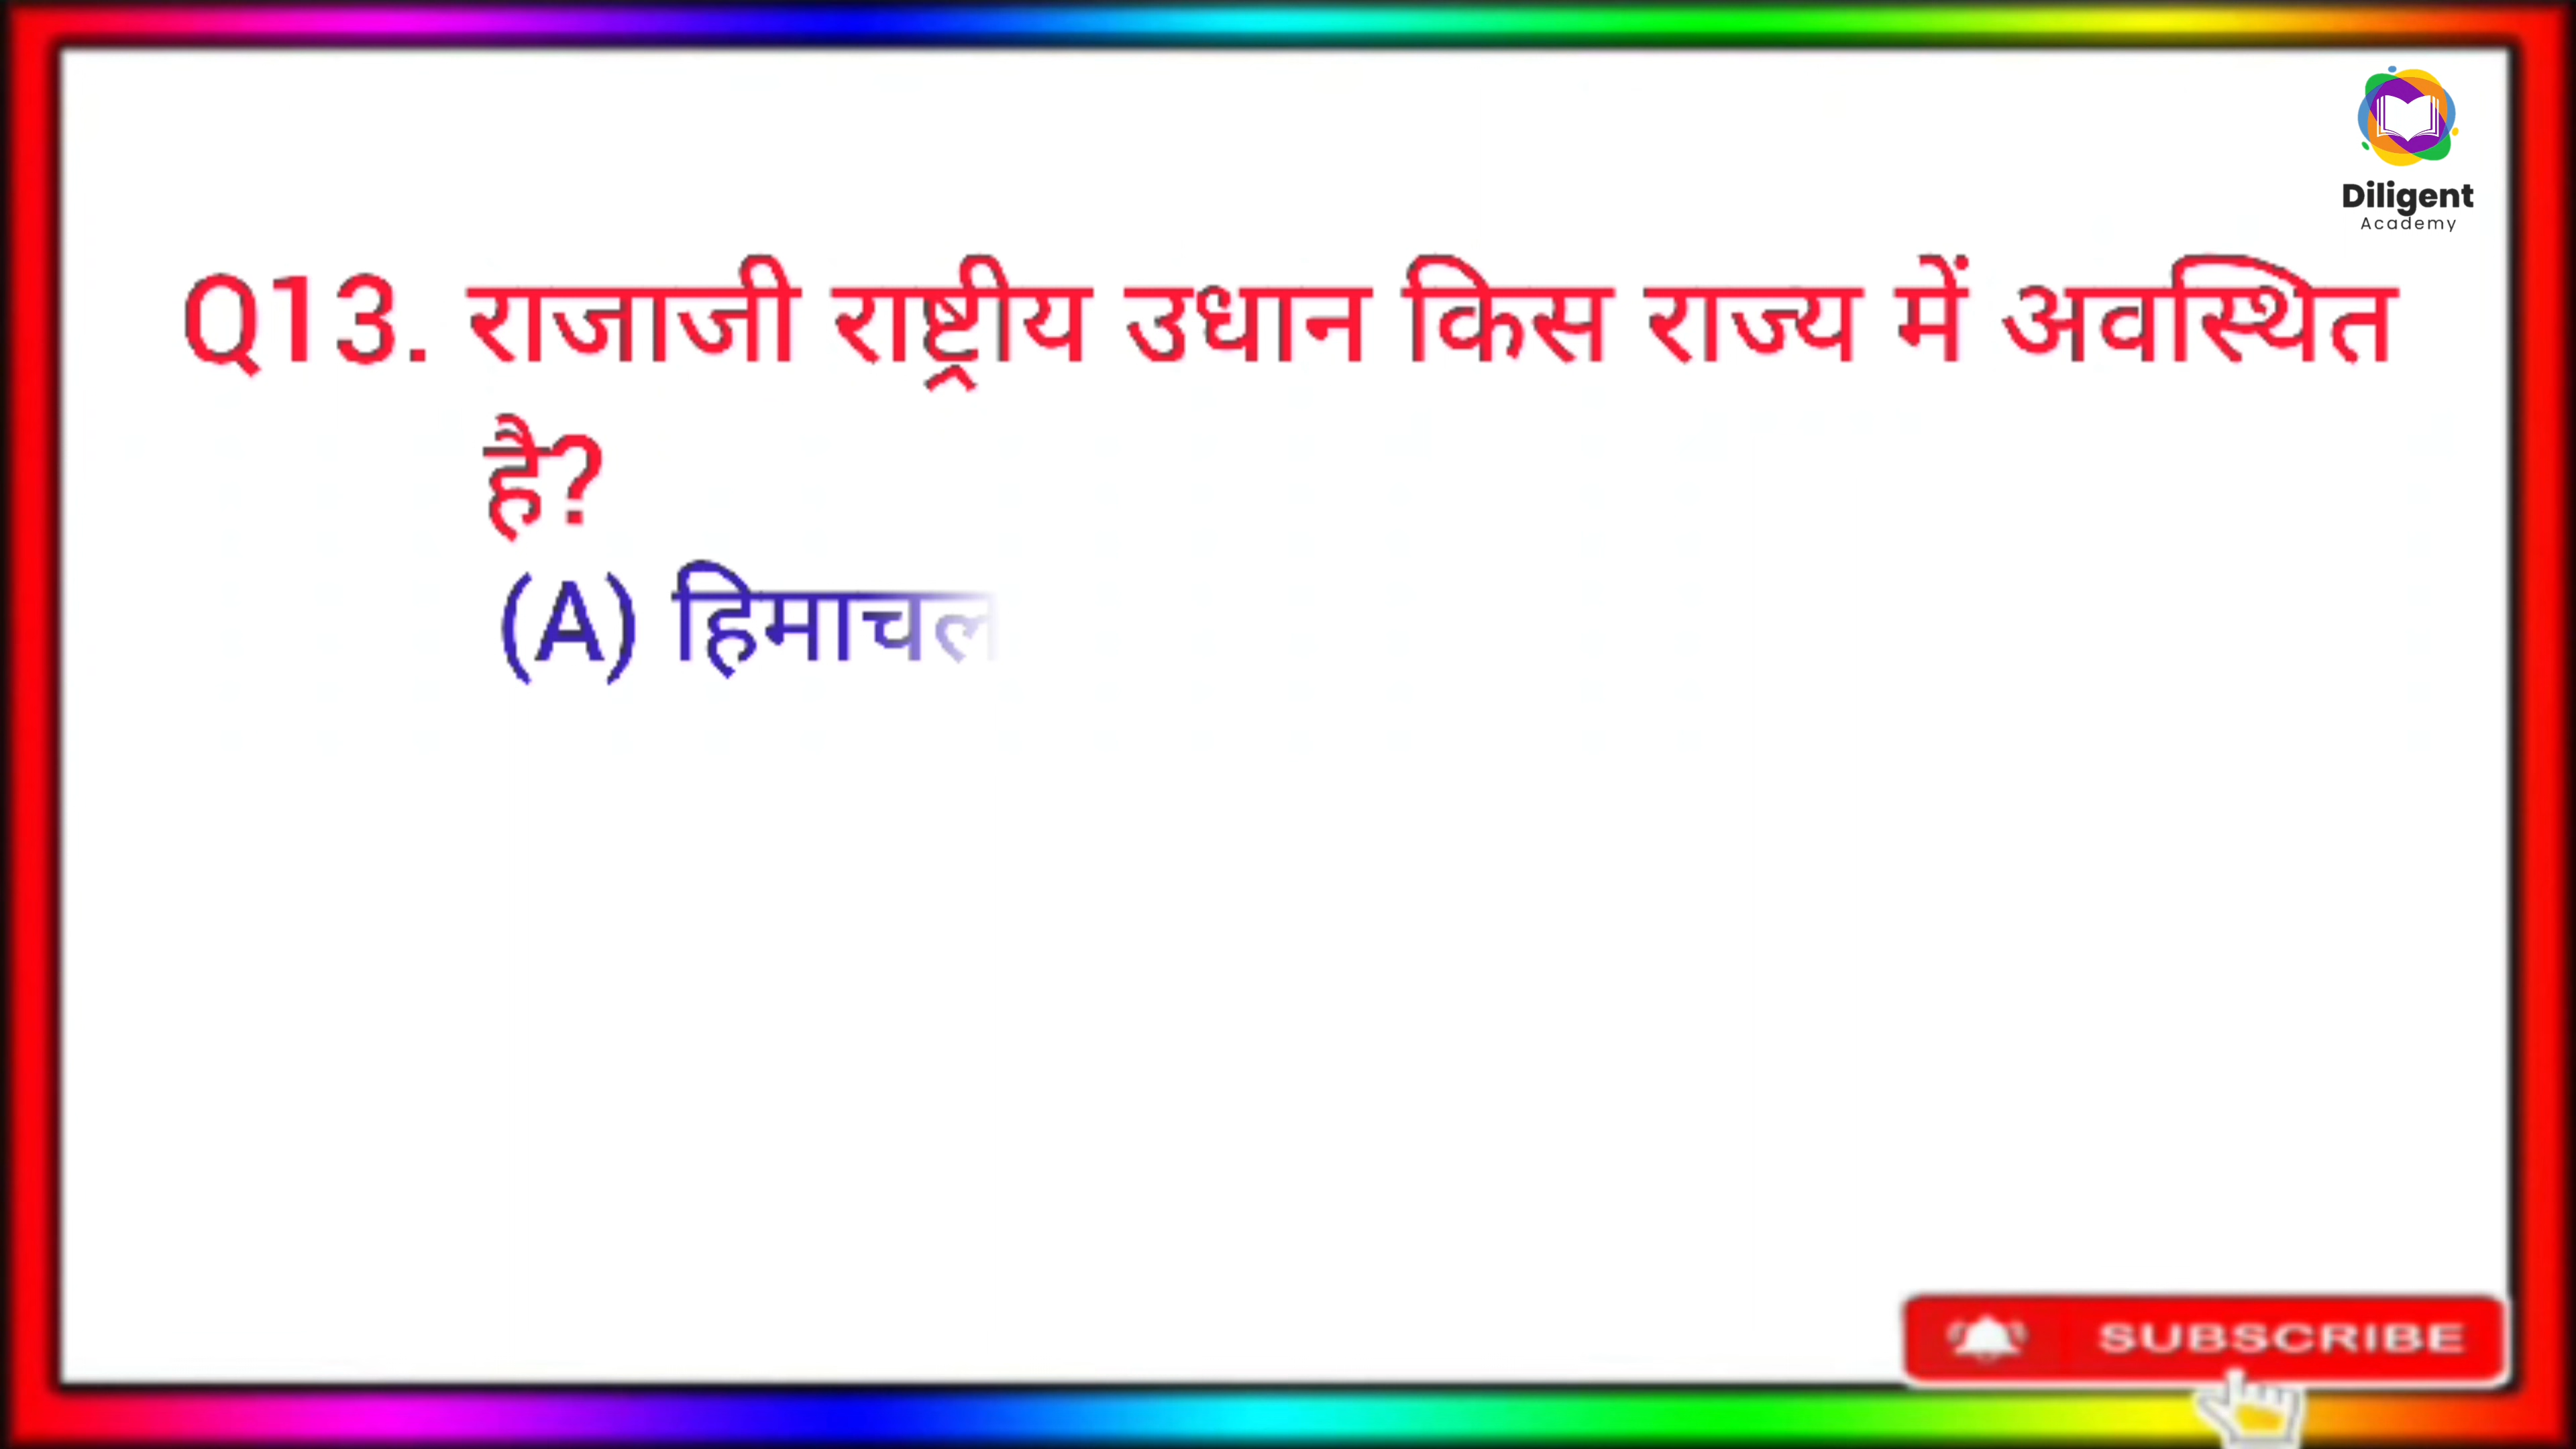 Diligent
Academy
Q13. राजाजी राष्ट्रीय उधान किस राज्य में अवस्थित
है?
(A) हिमाचल
SUBSCRIBE